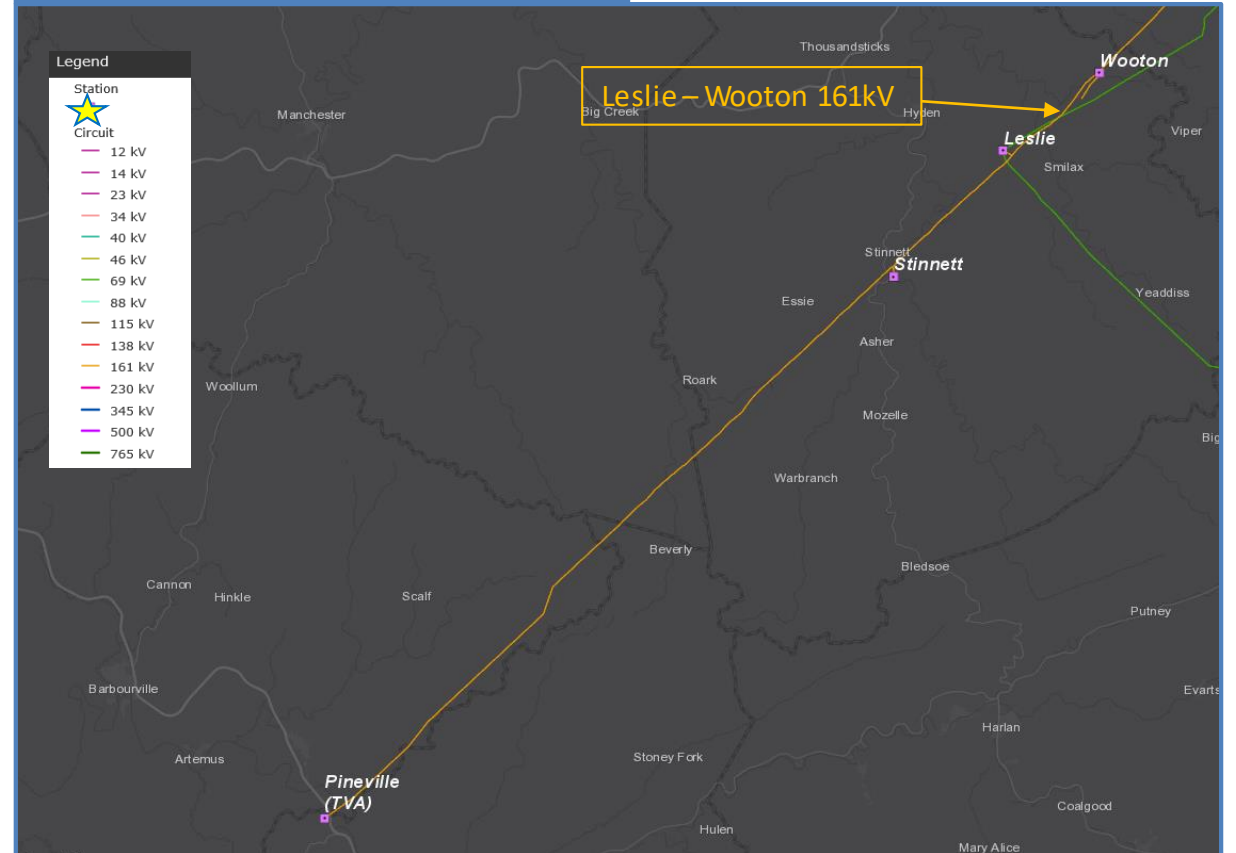 Legend
Station
Circuit
12 kV
14 kV
23 kV
34 kV
40 kV
46 kV
69 kV
88 kV
115 kV
138 kV
161 kV
230 kV
345 kV
500 kV
765 kV
Thousandsticks
Wooton
Leslie – Wooton 161kV
Big Creek
Hyden
Manchester
Viper
Leslie
Smilax
Stinnett
Stinnett
Essie
Yeaddiss
Asher
Roark
Woollum
Mozelle
Big
Warbranch
Beverly
Bledsoe
Cannon
Hinkle
Scalf
Putney
Barbourville
Evarts
Harlan
Artemus
Stoney Fork
Pineville
(TVA)
Coalgood
Hulen
Mary Alice